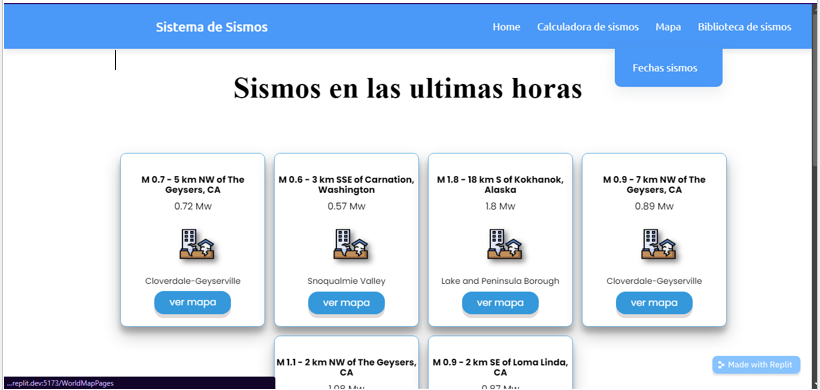 Sistema de Sismos
Home Calculadora de sismos Mapa Biblioteca de sismos
Fechas sismos
Sismos en las ultimas horas
M 0.7 - 5 km NW of The
Geysers, CA
0.72 Mw
Cloverdale-Geyserville
ver mapa
M 0.6 - 3 km SSE of Carnation,
Washington
0.57 Mw
Snoqualmie Valley
ver mapa
M 1.8 - 18 km S of Kokhanok,
Alaska
1.8 Mw
Lake and Peninsula Borough
ver mapa
M 0.9 - 7 km NW of The
Geysers, CA
0.89 Mw
Cloverdale-Geyserville
ver mapa
M 1.1 - 2 km NW of The Geysers,
CA
1.08 Mw
M 0.9 - 2 km SE of Loma Linda,
CA
0.87 Mw
Made with Replit
...replit.dev:5173/WorldMapPages